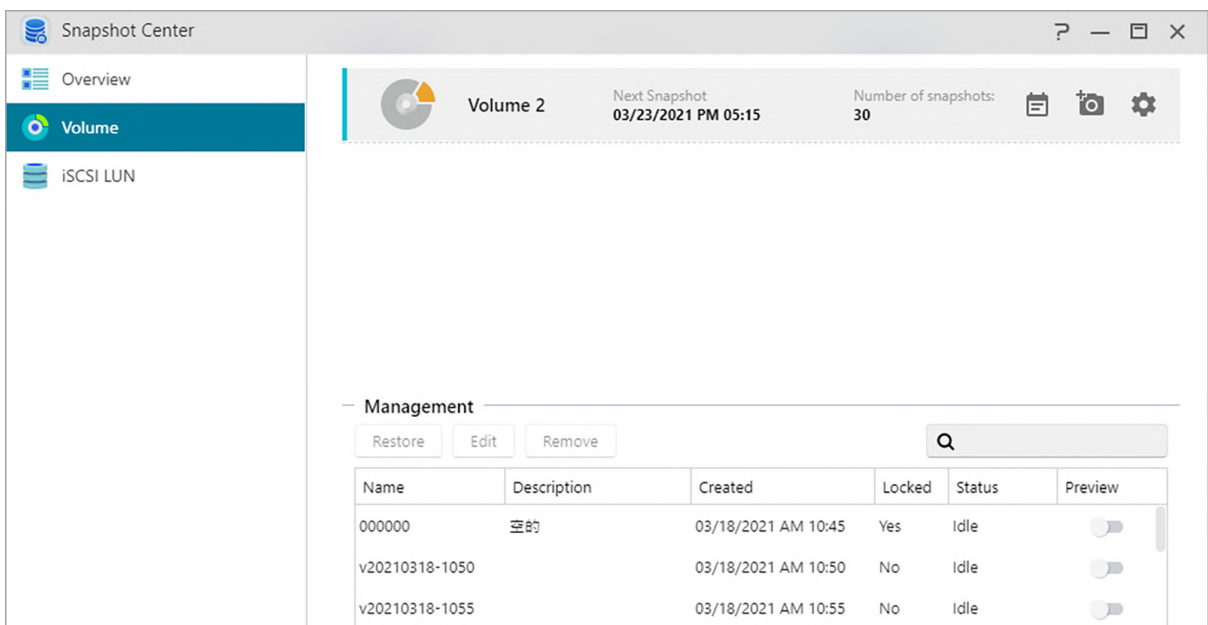 Snapshot Center
Overview
Volume
iSCSI LUN
Volume 2
Next Snapshot
03/23/2021 PM 05:15
Number of snapshots:
30
Management
Restore Edit Remove
Name Description Created Locked Status Preview
000000 空的 03/18/2021 AM 10:45 Yes Idle
v20210318-1050 03/18/2021 AM 10:50 No Idle
v20210318-1055 03/18/2021 AM 10:55 No Idle